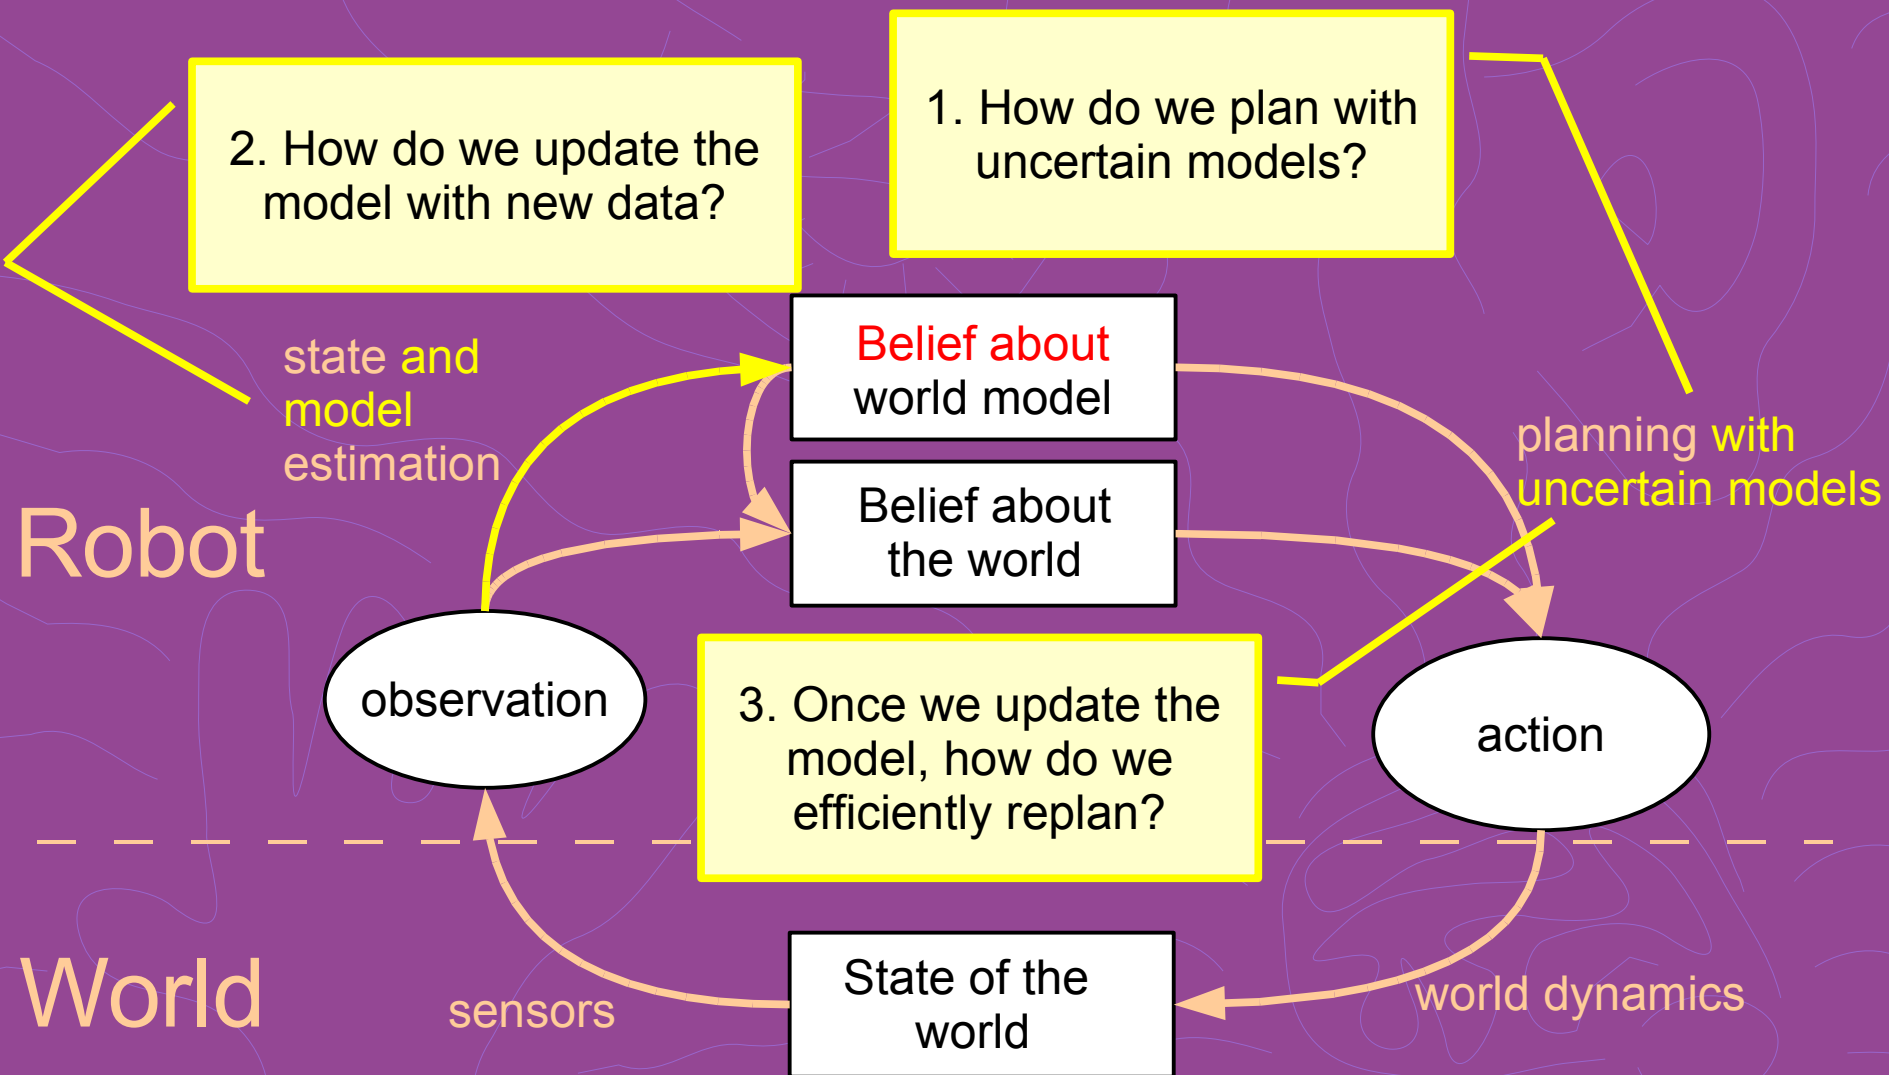 1. How do we plan with
uncertain models?
2. How do we update the
model with new data?
state and
model
estimation
Belief about
world model
planning with
uncertain models
Belief about
the world
Robot
observation
3. Once we update the
model, how do we
efficiently replan?
action
World
sensors
State of the
world
world dynamics